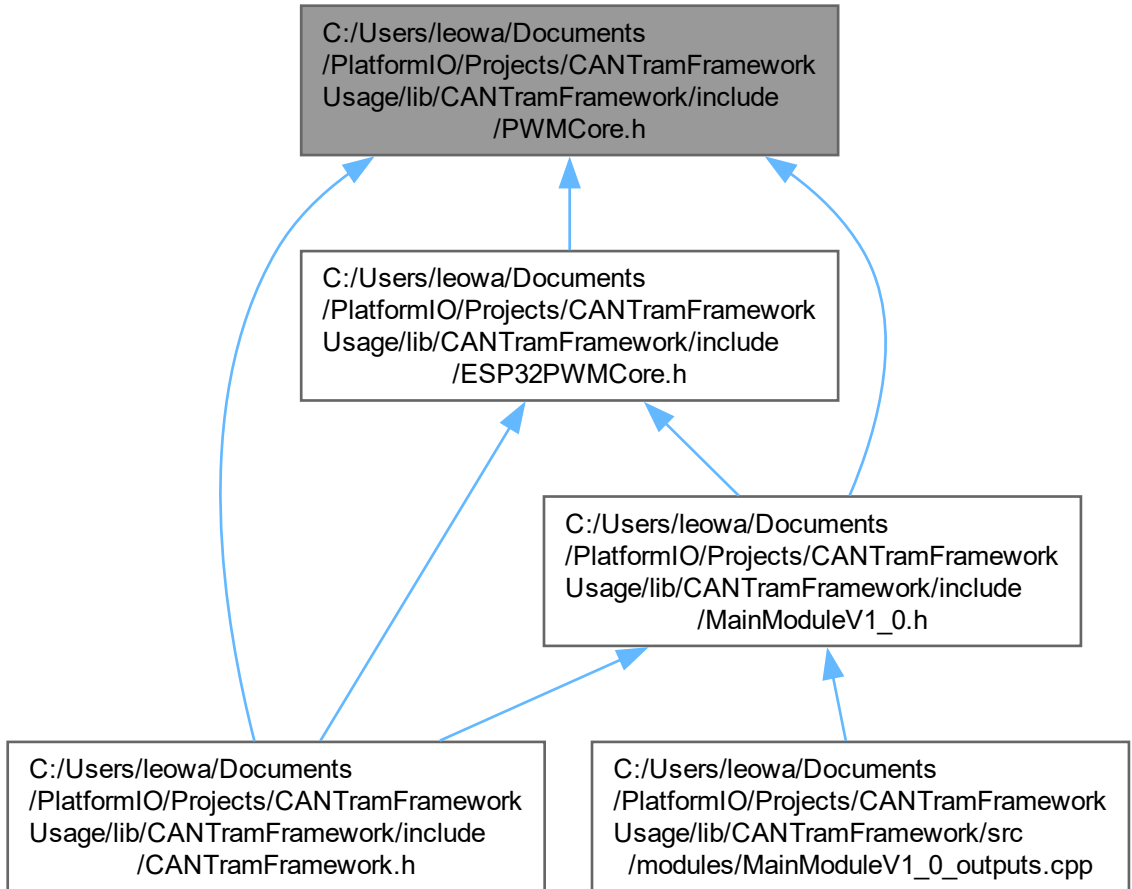 C:/Users/leowa/Documents
/PlatformIO/Projects/CANTramFramework
Usage/lib/CANTramFramework/include
/PWMCore.h
C:/Users/leowa/Documents
/PlatformIO/Projects/CANTramFramework
Usage/lib/CANTramFramework/include
/ESP32PWMCore.h
C:/Users/leowa/Documents
/PlatformIO/Projects/CANTramFramework
Usage/lib/CANTramFramework/include
/MainModuleV1_0.h
C:/Users/leowa/Documents
/PlatformIO/Projects/CANTramFramework
Usage/lib/CANTramFramework/include
/CANTramFramework.h
C:/Users/leowa/Documents
/PlatformIO/Projects/CANTramFramework
Usage/lib/CANTramFramework/src
/modules/MainModuleV1_0_outputs.cpp